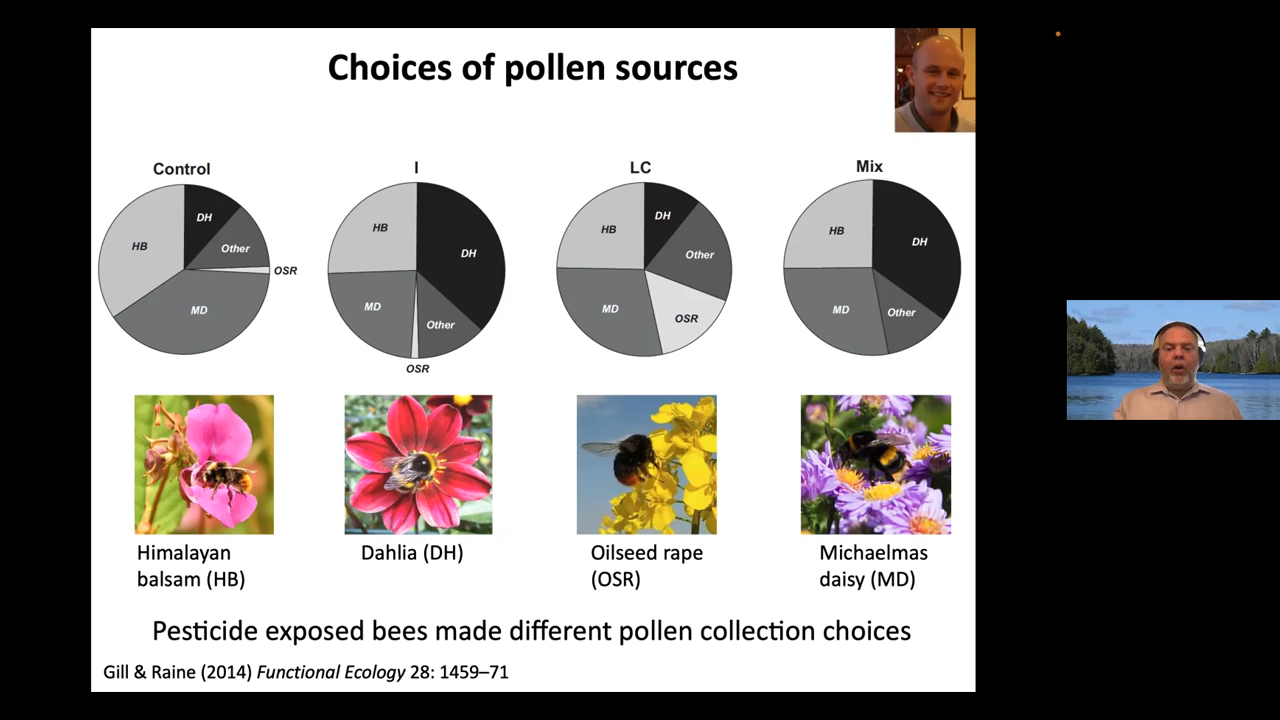 Choices of pollen sources
Control
I
LC
Mix
DH
Other
OSR
MD
HB
DH
Other
OSR
MD
HB
DH
Other
OSR
MD
HB
DH
Other
MD
HB
Himalayan
balsam (HB)
Dahlia (DH)
Oilseed rape
(OSR)
Michaelmas
daisy (MD)
Pesticide exposed bees made different pollen collection choices
Gill & Raine (2014) Functional Ecology 28: 1459–71